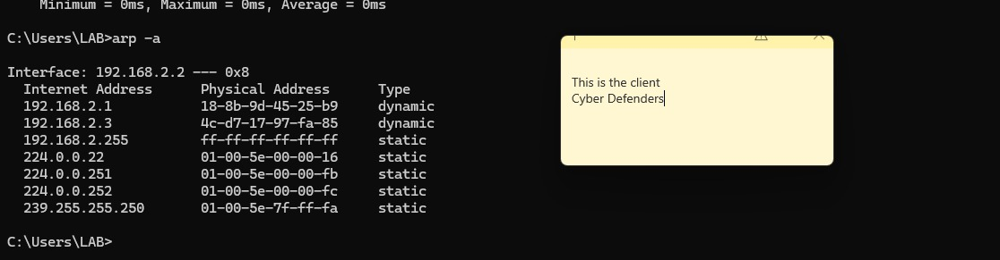 Minimum = 0ms, Maximum = 0ms, Average = 0ms
C:\Users\LAB>arp -a
Interface: 192.168.2.2 --- 0x8
Internet Address Physical Address Type
192.168.2.1 18-8b-9d-45-25-b9 dynamic
192.168.2.3 4c-d7-17-97-fa-85 dynamic
192.168.2.255 ff-ff-ff-ff-ff-ff static
224.0.0.22 01-00-5e-00-00-16 static
224.0.0.251 01-00-5e-00-00-fb static
224.0.0.252 01-00-5e-00-00-fc static
239.255.255.250 01-00-5e-7f-ff-fa static
C:\Users\LAB>
This is the client
Cyber Defenders